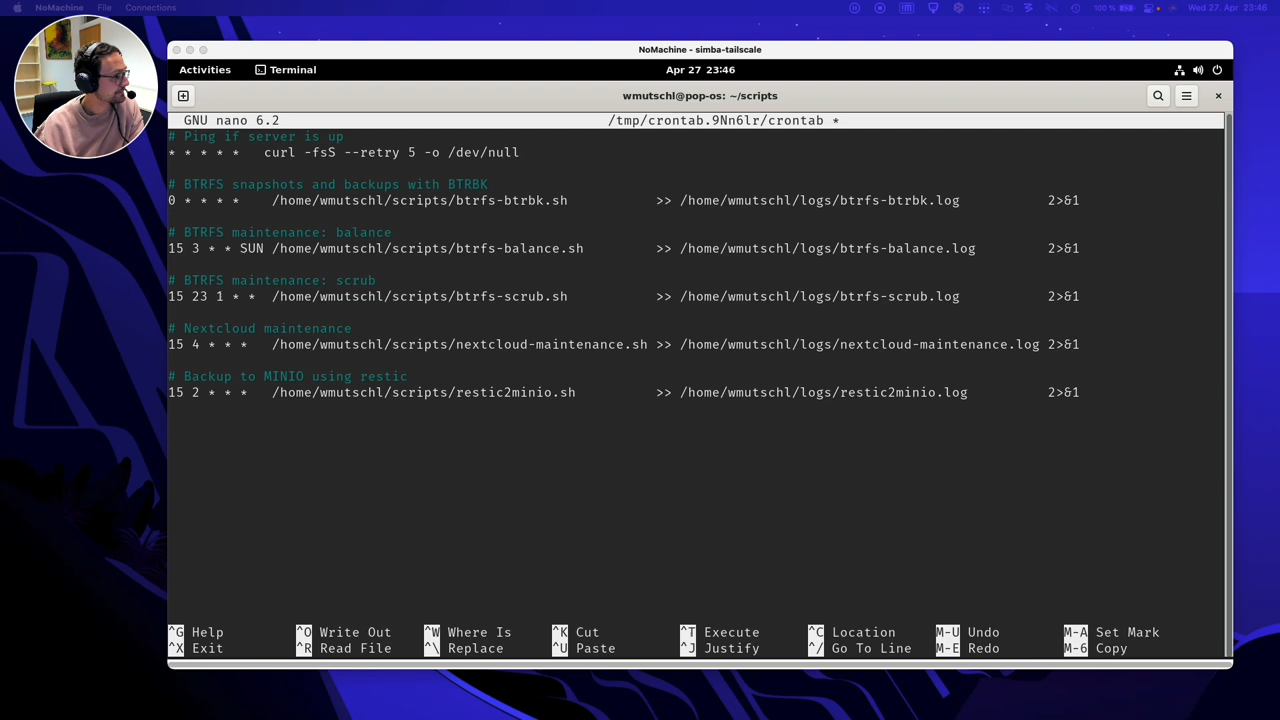 NoMachine File Connections 100 % Wed 27. Apr 23:46
NoMachine - simba-tailscale
Activities Terminal Apr 27 23:46
wmutschl@pop-os: ~/scripts
GNU nano 6.2 /tmp/crontab.9Nn6lr/crontab *
# Ping if server is up
* * * * * curl -fsS --retry 5 -o /dev/null
# BTRFS snapshots and backups with BTRBK
0 * * * * /home/wmutschl/scripts/btrfs-btrbk.sh >> /home/wmutschl/logs/btrfs-btrbk.log 2>&1
# BTRFS maintenance: balance
15 3 * * SUN /home/wmutschl/scripts/btrfs-balance.sh >> /home/wmutschl/logs/btrfs-balance.log 2>&1
# BTRFS maintenance: scrub
15 23 1 * * /home/wmutschl/scripts/btrfs-scrub.sh >> /home/wmutschl/logs/btrfs-scrub.log 2>&1
# Nextcloud maintenance
15 4 * * * /home/wmutschl/scripts/nextcloud-maintenance.sh >> /home/wmutschl/logs/nextcloud-maintenance.log 2>&1
# Backup to MINIO using restic
15 2 * * * /home/wmutschl/scripts/restic2minio.sh >> /home/wmutschl/logs/restic2minio.log 2>&1
^G Help ^O Write Out ^W Where Is ^K Cut ^T Execute ^C Location M-U Undo M-A Set Mark
^X Exit ^R Read File ^\ Replace ^U Paste ^J Justify ^/ Go To Line M-E Redo M-6 Copy